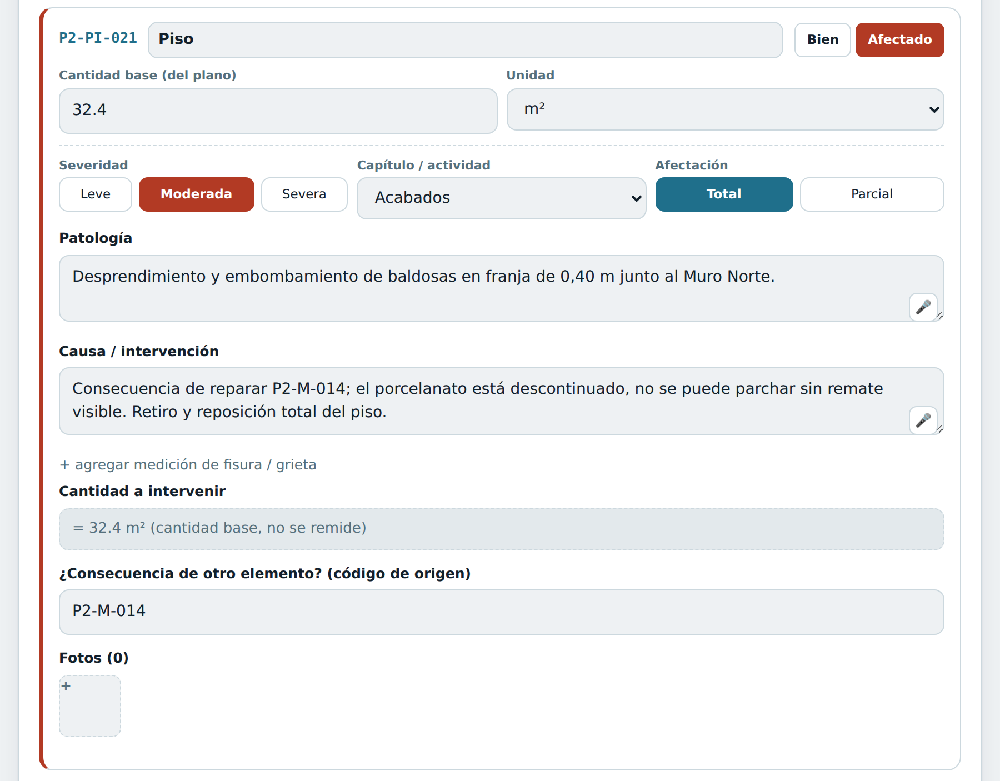 P2-PI-021 Piso Bien Afectado
Cantidad base (del plano) Unidad
32.4 m²
Severidad Capítulo / actividad Afectación
Leve Moderada Severa Acabados Total Parcial
Patología
Desprendimiento y embombamiento de baldosas en franja de 0,40 m junto al Muro Norte.
Causa / intervención
Consecuencia de reparar P2-M-014; el porcelanato está descontinuado, no se puede parchar sin remate
visible. Retiro y reposición total del piso.
+ agregar medición de fisura / grieta
Cantidad a intervenir
= 32.4 m² (cantidad base, no se remide)
¿Consecuencia de otro elemento? (código de origen)
P2-M-014
Fotos (0)
+